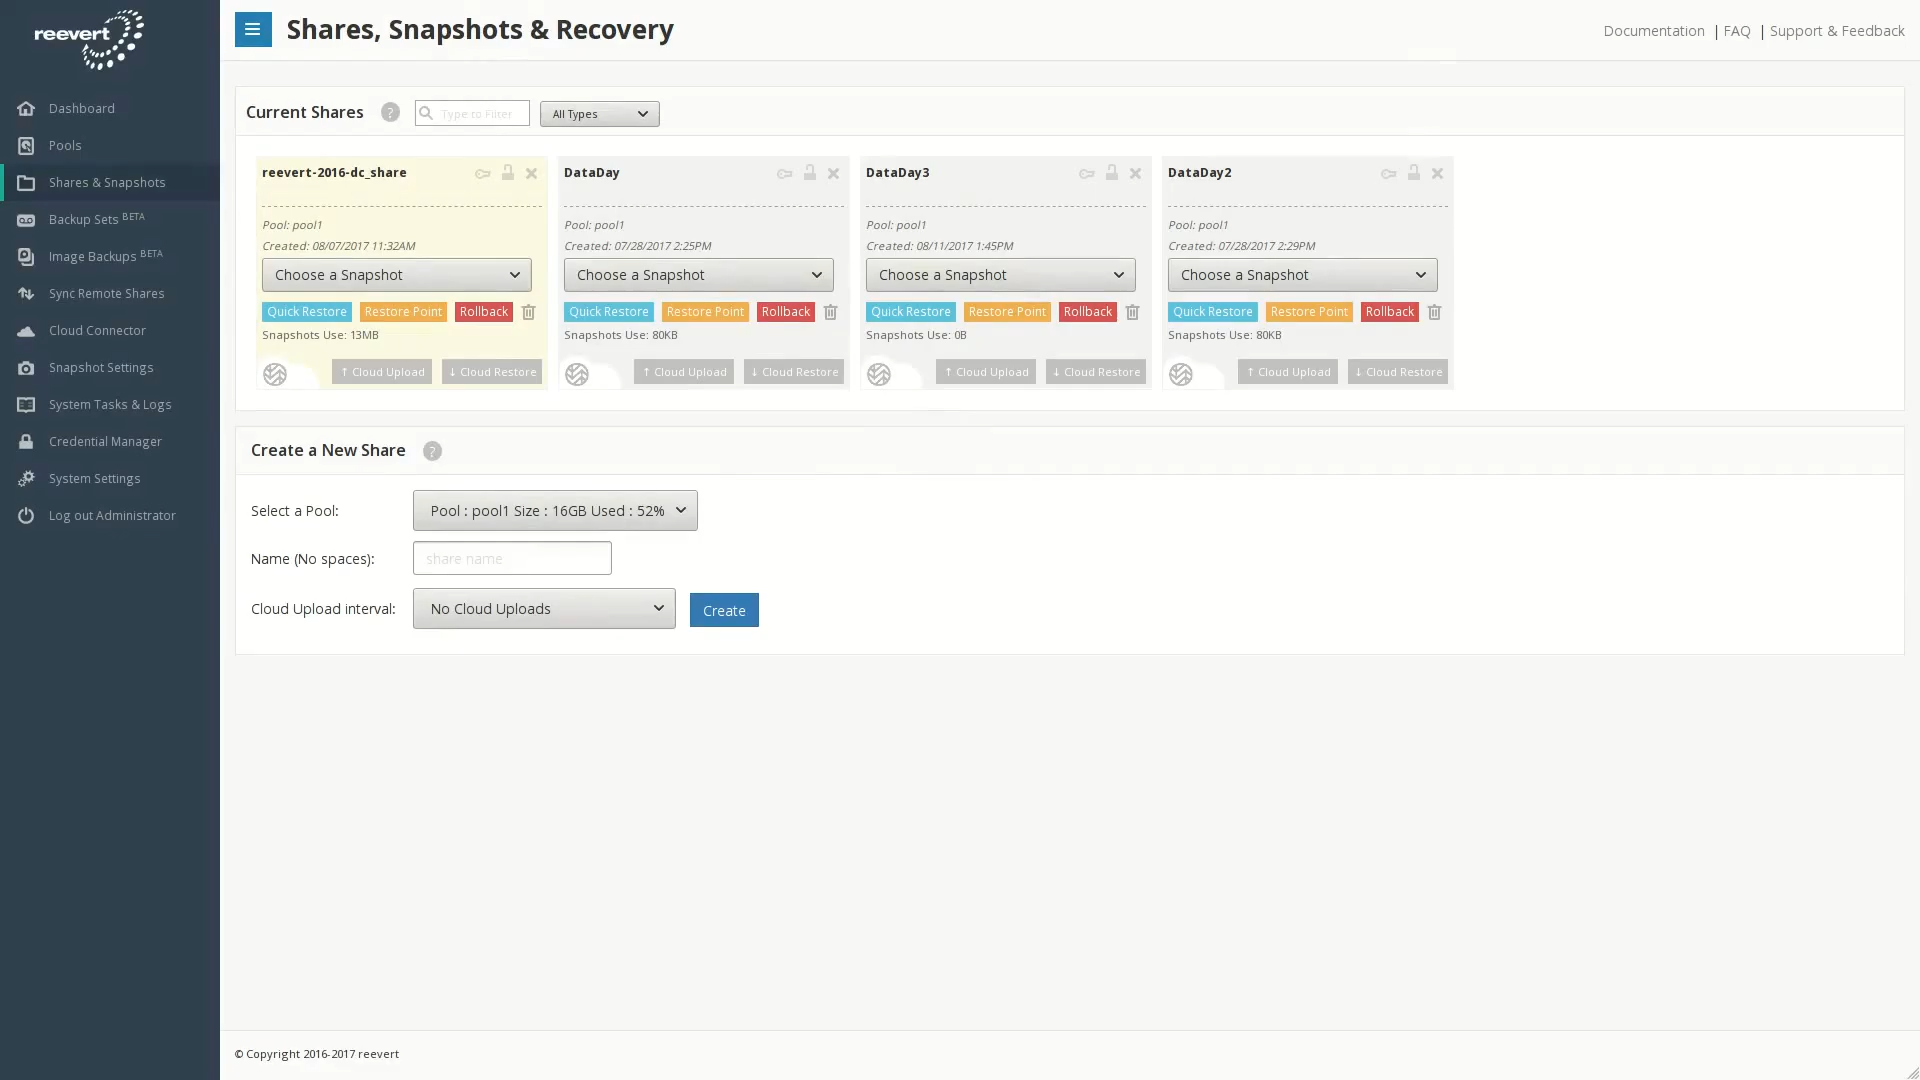 reevert
Shares, Snapshots & Recovery
Documentation | FAQ | Support & Feedback
Dashboard
Pools
Shares & Snapshots
Backup Sets BETA
Image Backups BETA
Sync Remote Shares
Cloud Connector
Snapshot Settings
System Tasks & Logs
Credential Manager
System Settings
Log out Administrator
Current Shares ? Type to Filter All Types
reevert-2016-dc_share
Pool: pool1
Created: 08/07/2017 11:32AM
Choose a Snapshot
Quick Restore Restore Point Rollback
Snapshots Use: 13MB
↑ Cloud Upload ↓ Cloud Restore
DataDay
Pool: pool1
Created: 07/28/2017 2:25PM
Choose a Snapshot
Quick Restore Restore Point Rollback
Snapshots Use: 80KB
↑ Cloud Upload ↓ Cloud Restore
DataDay3
Pool: pool1
Created: 08/11/2017 1:45PM
Choose a Snapshot
Quick Restore Restore Point Rollback
Snapshots Use: 0B
↑ Cloud Upload ↓ Cloud Restore
DataDay2
Pool: pool1
Created: 07/28/2017 2:29PM
Choose a Snapshot
Quick Restore Restore Point Rollback
Snapshots Use: 80KB
↑ Cloud Upload ↓ Cloud Restore
Create a New Share ?
Select a Pool: Pool : pool1 Size : 16GB Used : 52%
Name (No spaces): share name
Cloud Upload interval: No Cloud Uploads Create
© Copyright 2016-2017 reevert